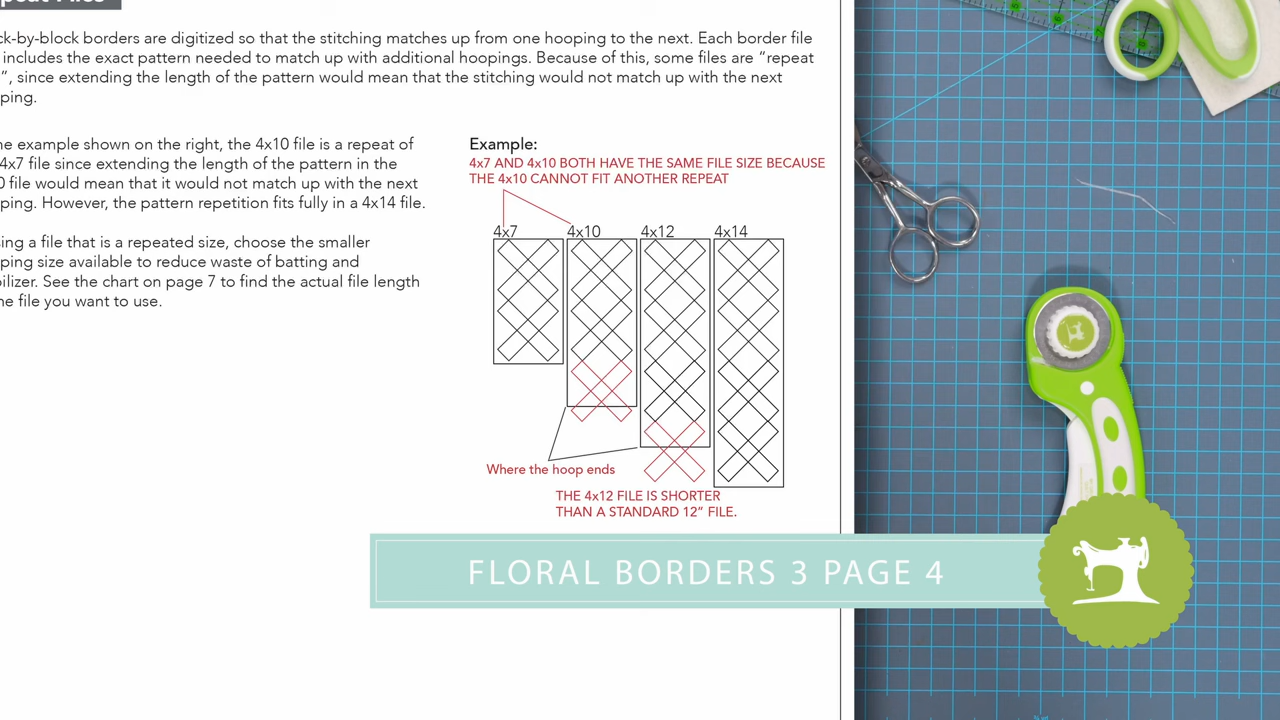 peat Files
ck-by-block borders are digitized so that the stitching matches up from one hooping to the next. Each border file
includes the exact pattern needed to match up with additional hoopings. Because of this, some files are “repeat
”, since extending the length of the pattern would mean that the stitching would not match up with the next
ping.
he example shown on the right, the 4x10 file is a repeat of
4x7 file since extending the length of the pattern in the
0 file would mean that it would not match up with the next
ping. However, the pattern repetition fits fully in a 4x14 file.
sing a file that is a repeated size, choose the smaller
ping size available to reduce waste of batting and
bilizer. See the chart on page 7 to find the actual file length
he file you want to use.
Example:
4x7 AND 4x10 BOTH HAVE THE SAME FILE SIZE BECAUSE
THE 4x10 CANNOT FIT ANOTHER REPEAT
4x7 4x10 4x12 4x14
Where the hoop ends
THE 4x12 FILE IS SHORTER
THAN A STANDARD 12” FILE.
FLORAL BORDERS 3 PAGE 4